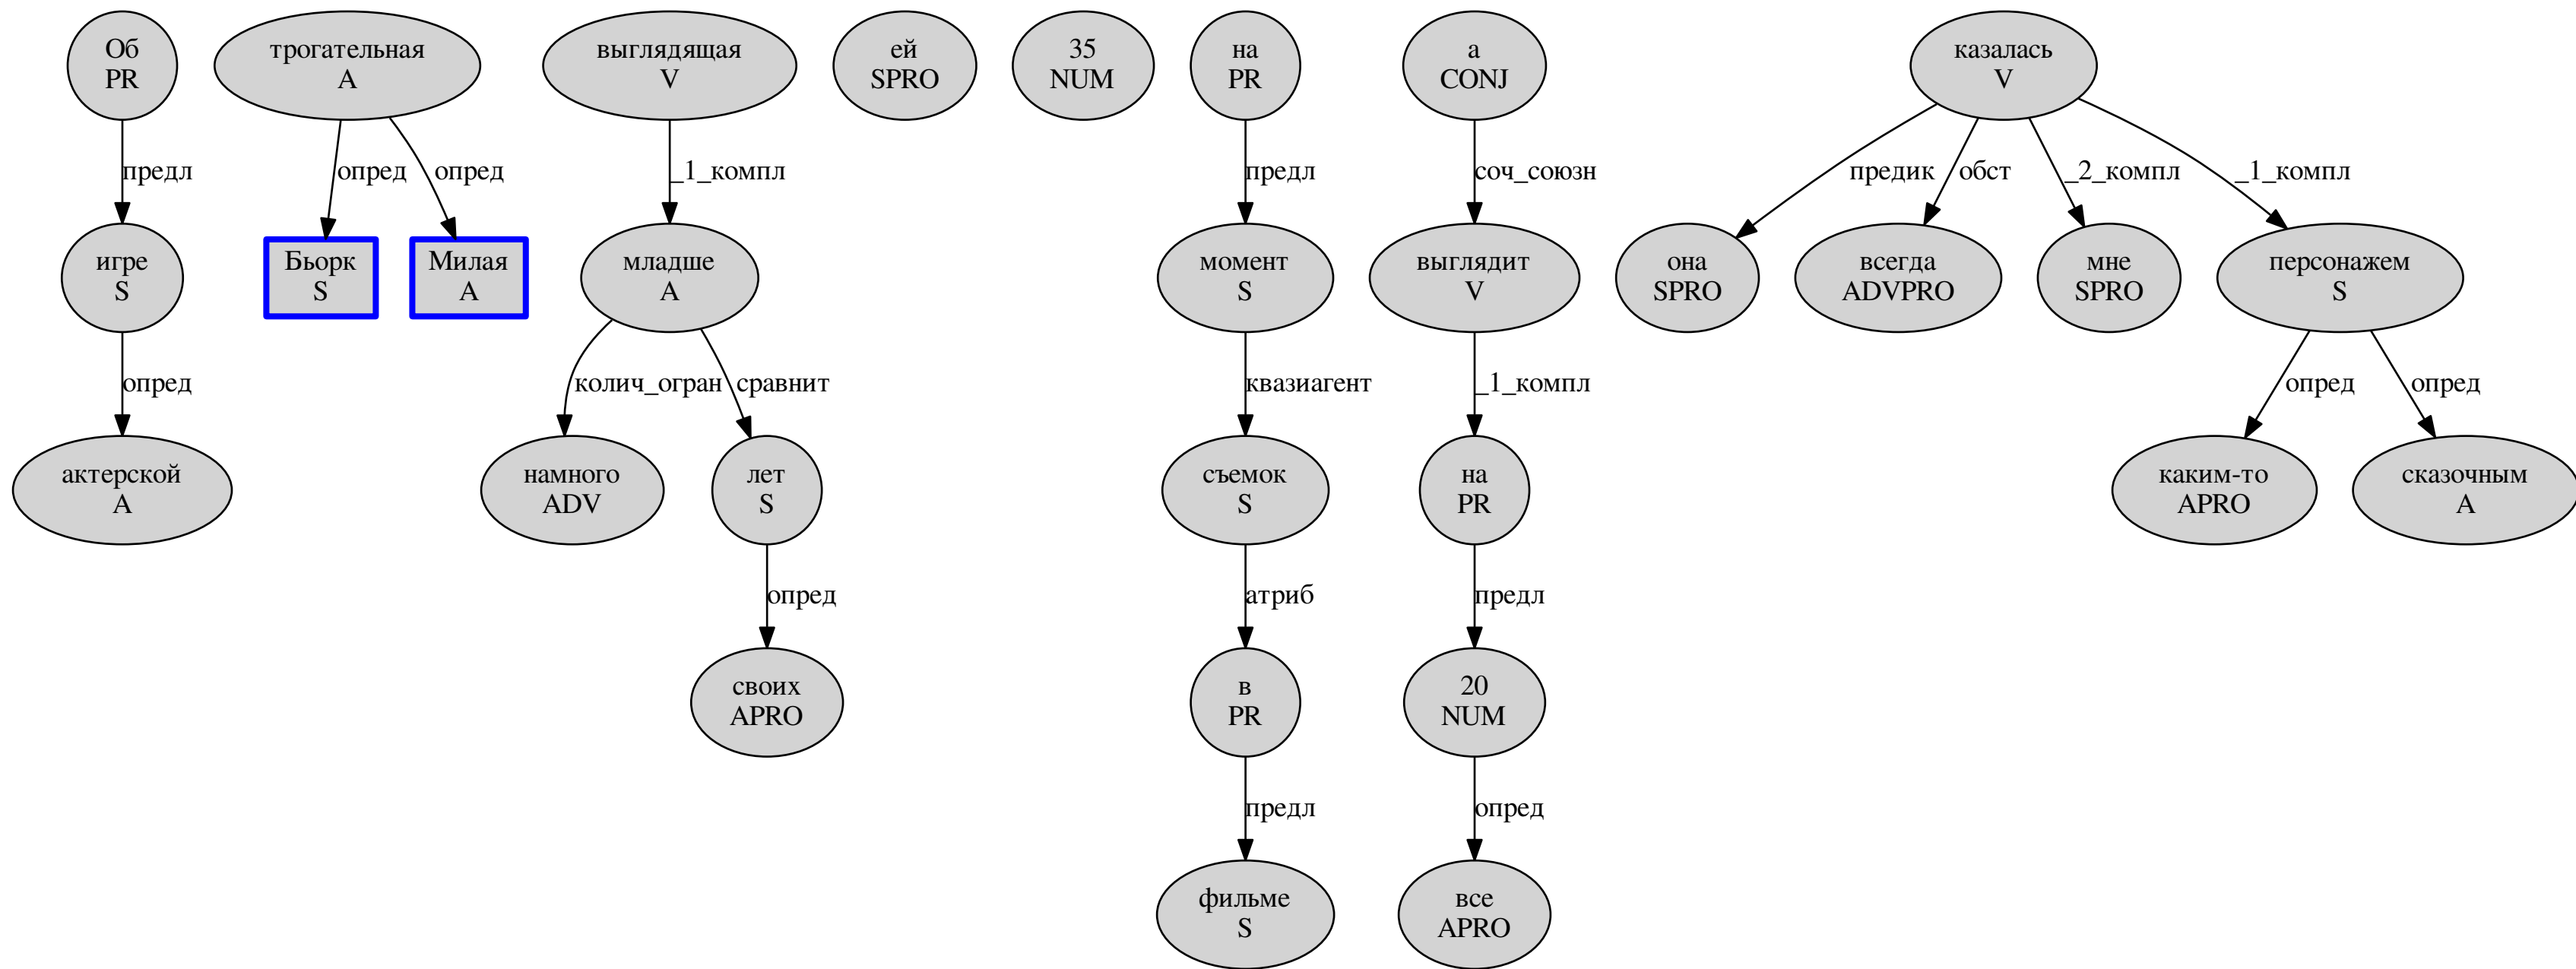 Об
PR
трогательная
A
выглядящая
V
ей
SPRO
35
NUM
на
PR
а
CONJ
казалась
V
предл
опред
опред
_1_компл
предл
соч_союзн
предик
обст
_2_компл
_1_компл
игре
S
Бьорк
S
Милая
A
младше
A
момент
S
выглядит
V
она
SPRO
всегда
ADVPRO
мне
SPRO
персонажем
S
опред
колич_огран
сравнит
квазиагент
_1_компл
опред
опред
актерской
A
намного
ADV
лет
S
съемок
S
на
PR
каким-то
APRO
сказочным
A
опред
атриб
предл
своих
APRO
в
PR
20
NUM
предл
опред
фильме
S
все
APRO